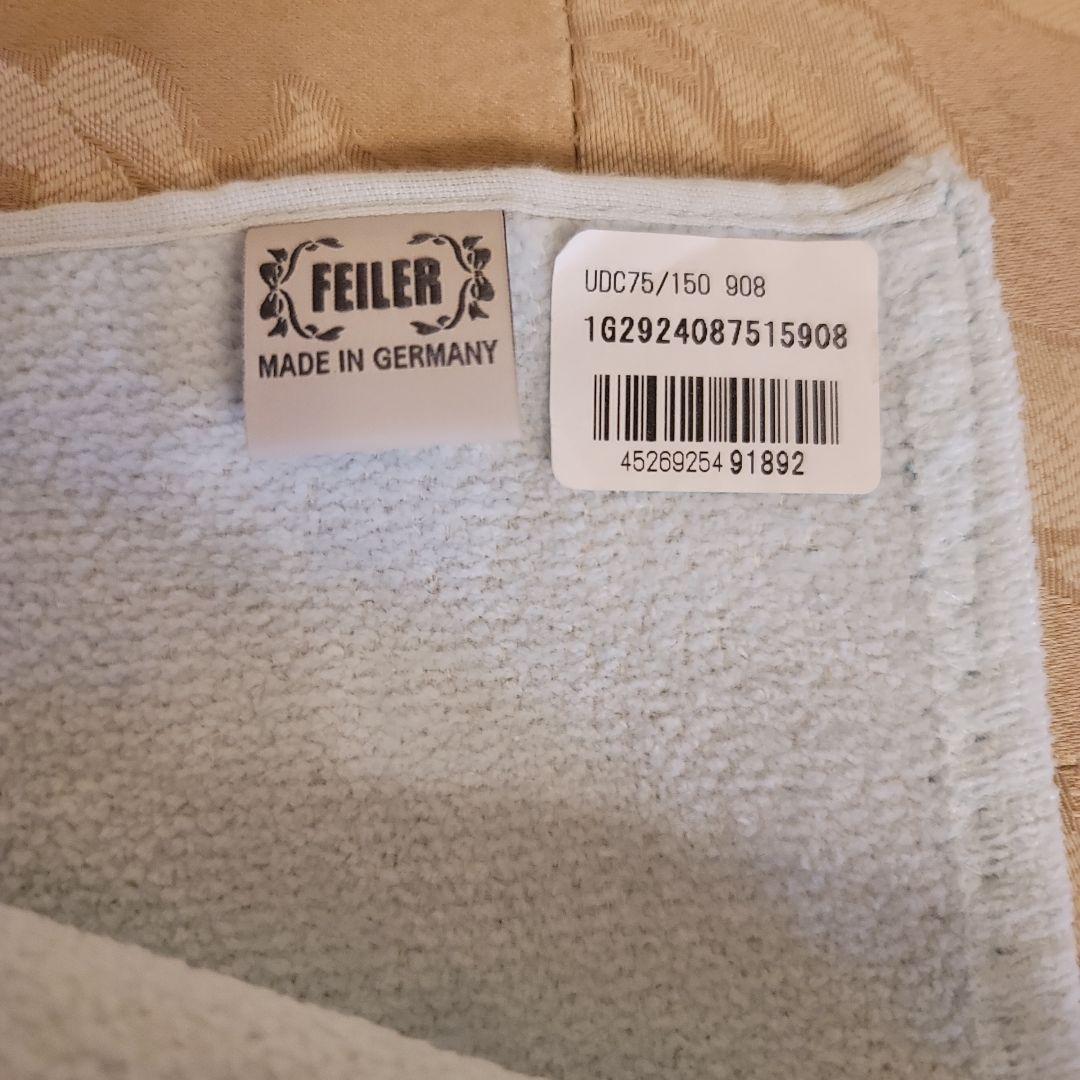 FEILER
MADE IN GERMANY
UDC75/150 908
1G2924087515908
4526925491892